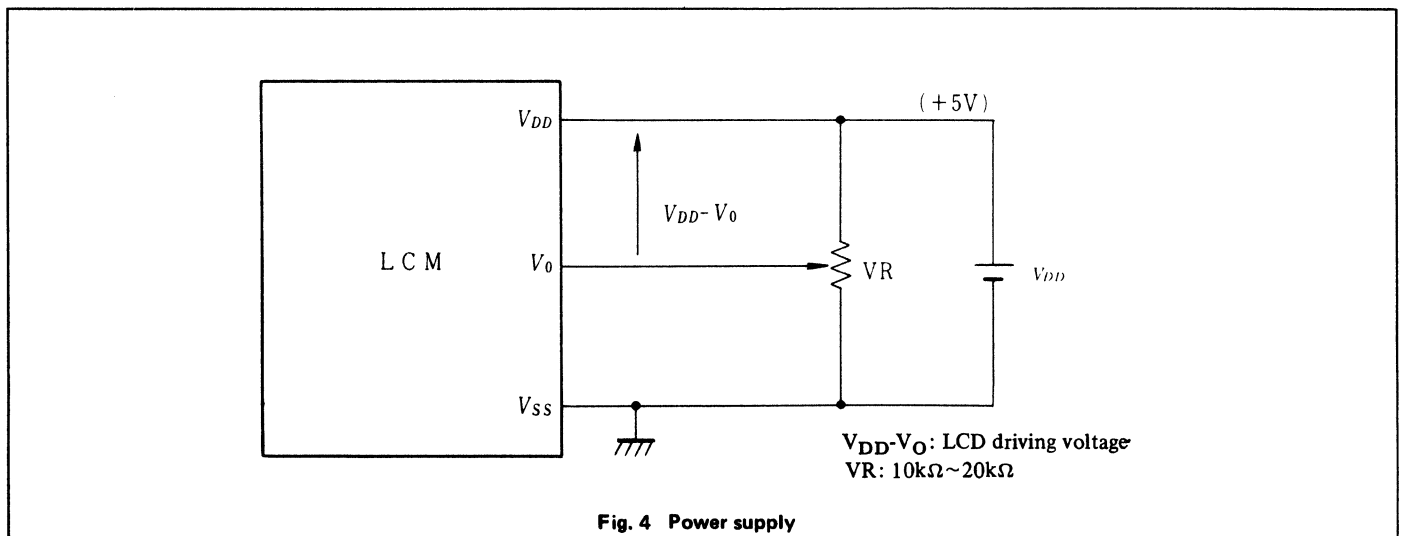 (+5V)
VDD
VDD-V0
LCM
V0
VR
VDD
VSS
VDD-VO: LCD driving voltage
VR: 10kΩ~20kΩ
Fig. 4 Power supply